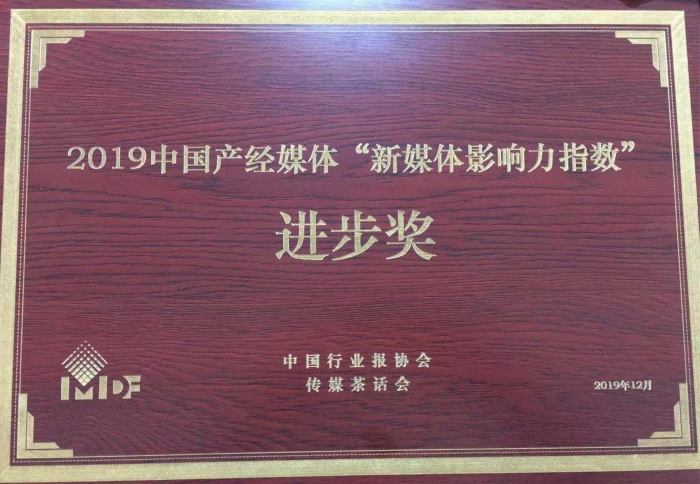 2019中国产经媒体“新媒体影响力指数”
进步奖
中国行业报协会
传媒茶话会
IMDF
2019年12月